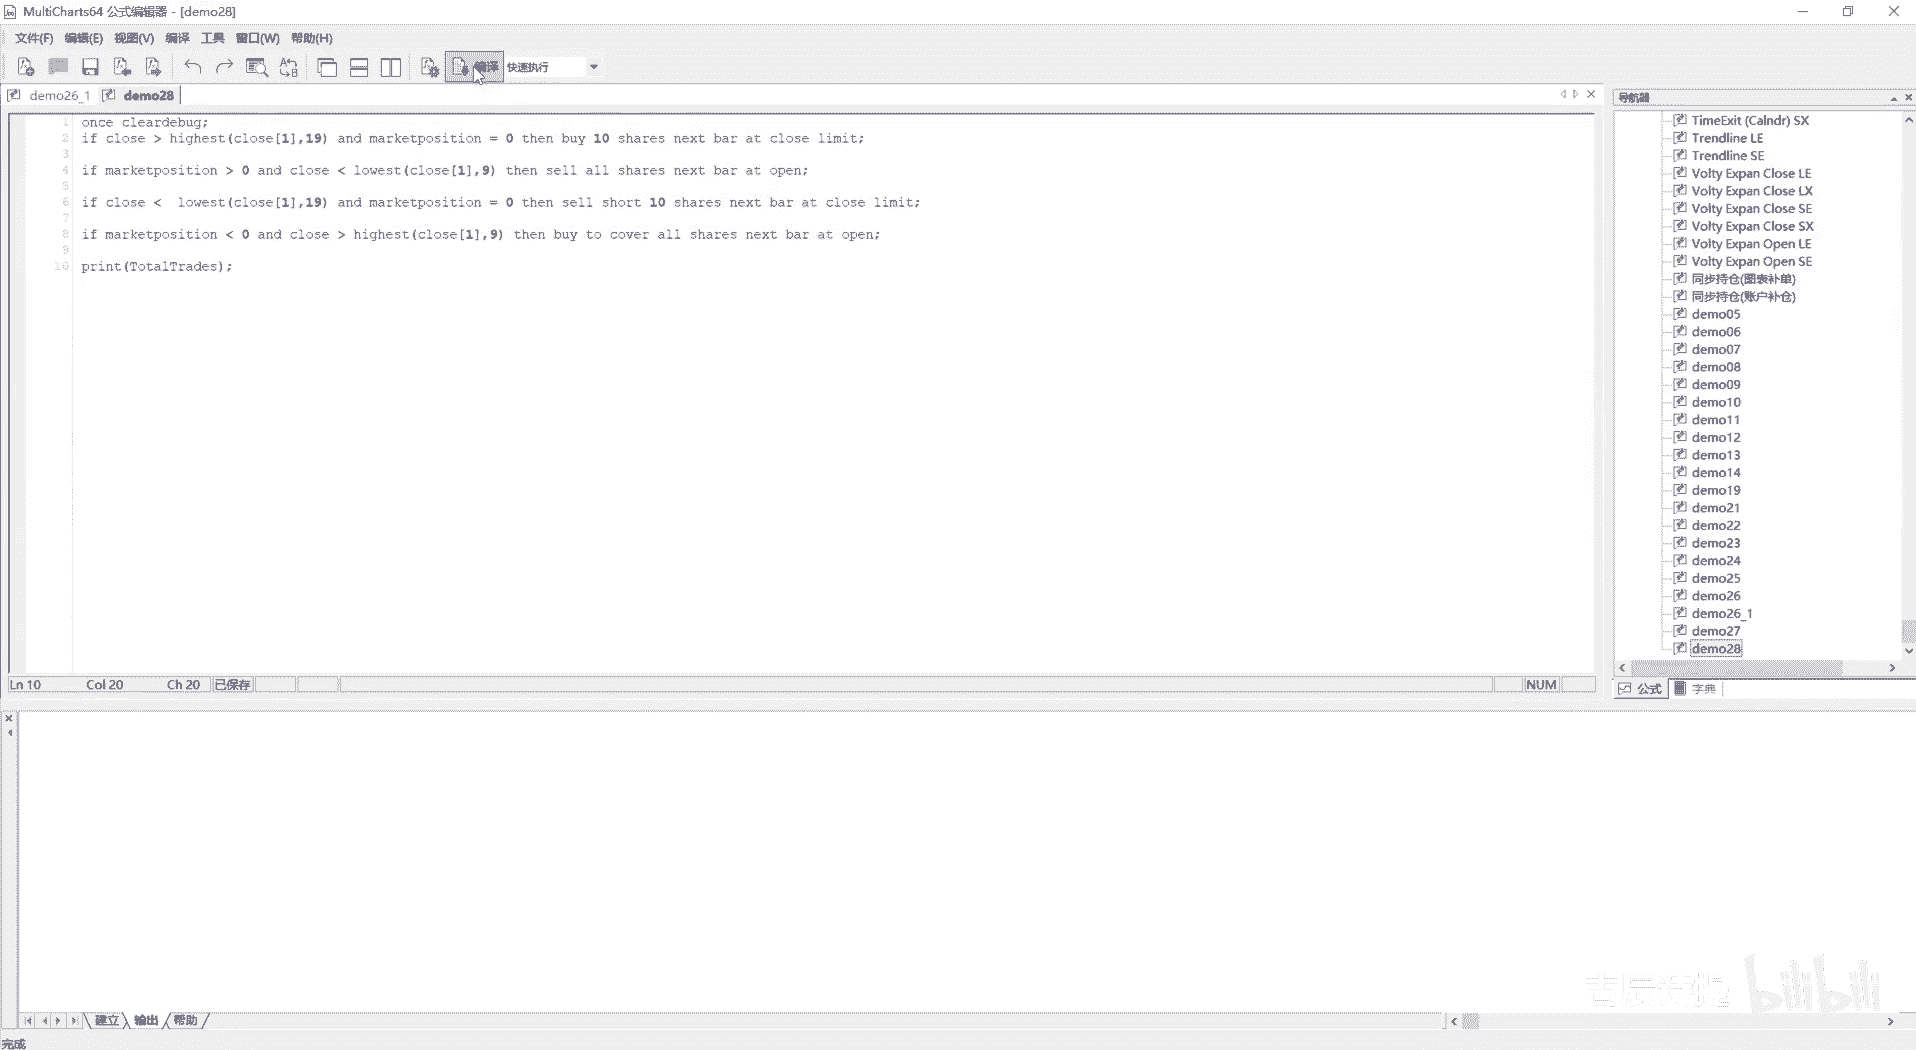 MultiCharts64 公式编辑器 - [demo28]
文件(F) 编辑(E) 视图(V) 编译 工具 窗口(W) 帮助(H)
编译 快速执行
demo26_1 demo28
1 once cleardebug;
2 if close > highest(close[1],19) and marketposition = 0 then buy 10 shares next bar at close limit;
3
4 if marketposition > 0 and close < lowest(close[1],9) then sell all shares next bar at open;
5
6 if close <  lowest(close[1],19) and marketposition = 0 then sell short 10 shares next bar at close limit;
7
8 if marketposition < 0 and close > highest(close[1],9) then buy to cover all shares next bar at open;
9
10 print(TotalTrades);
Ln 10 Col 20 Ch 20 已保存 NUM
导航器
TimeExit (Calndr) SX
Trendline LE
Trendline SE
Volty Expan Close LE
Volty Expan Close LX
Volty Expan Close SE
Volty Expan Close SX
Volty Expan Open LE
Volty Expan Open SE
同步持仓(图表补单)
同步持仓(账户补仓)
demo05
demo06
demo07
demo08
demo09
demo10
demo11
demo12
demo13
demo14
demo19
demo21
demo22
demo23
demo24
demo25
demo26
demo26_1
demo27
demo28
公式 字典
建立 输出 帮助
完成
bilibili